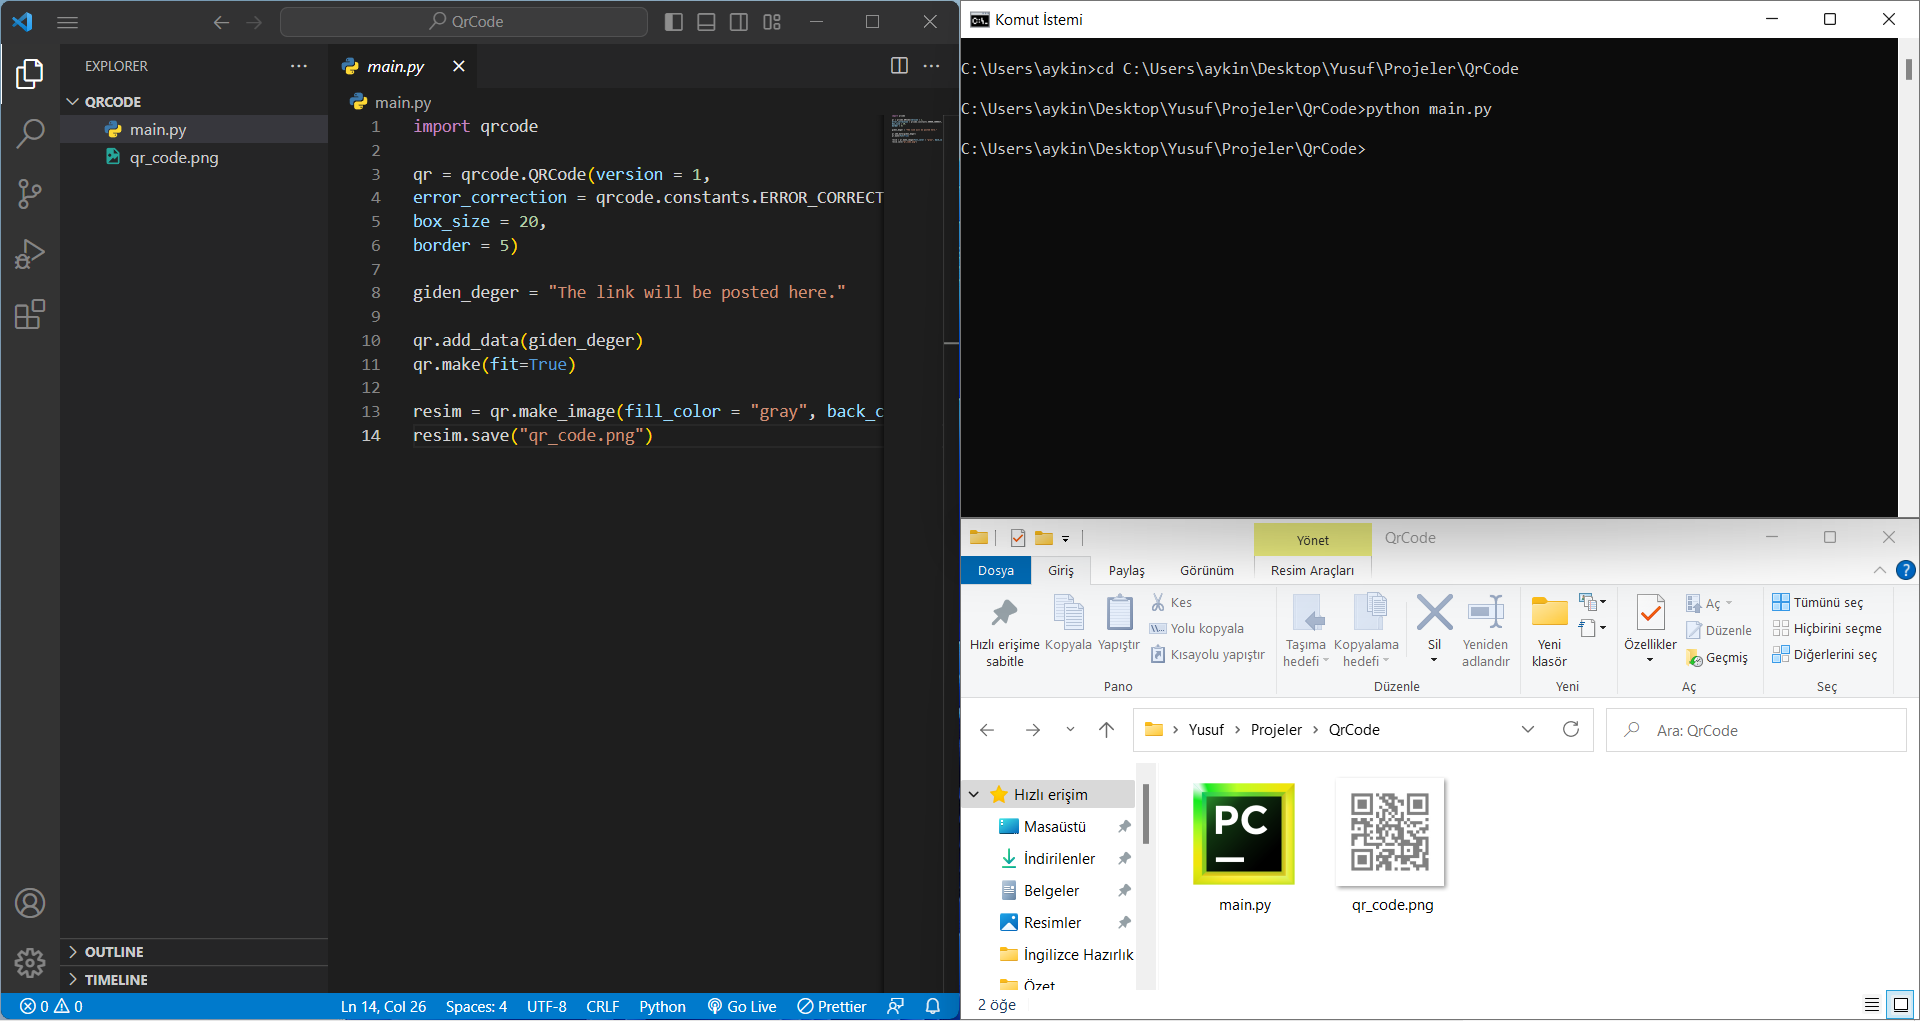 QrCode
EXPLORER
QRCODE
main.py
qr_code.png
OUTLINE
TIMELINE
main.py
main.py
1 import qrcode
2
3 qr = qrcode.QRCode(version = 1,
4 error_correction = qrcode.constants.ERROR_CORRECT
5 box_size = 20,
6 border = 5)
7
8 giden_deger = "The link will be posted here."
9
10 qr.add_data(giden_deger)
11 qr.make(fit=True)
12
13 resim = qr.make_image(fill_color = "gray", back_c
14 resim.save("qr_code.png")
0 0 Ln 14, Col 26 Spaces: 4 UTF-8 CRLF Python Go Live Prettier
Komut İstemi
C:\Users\aykin>cd C:\Users\aykin\Desktop\Yusuf\Projeler\QrCode
C:\Users\aykin\Desktop\Yusuf\Projeler\QrCode>python main.py
C:\Users\aykin\Desktop\Yusuf\Projeler\QrCode>
Yönet QrCode
Dosya Giriş Paylaş Görünüm Resim Araçları
Hızlı erişime
sabitle
Kopyala
Yapıştır
Kes
Yolu kopyala
Kısayolu yapıştır
Pano
Taşıma
hedefi
Kopyalama
hedefi
Sil
Yeniden
adlandır
Düzenle
Yeni
klasör
Yeni
Özellikler
Aç
Düzenle
Geçmiş
Aç
Tümünü seç
Hiçbirini seçme
Diğerlerini seç
Seç
Yusuf > Projeler > QrCode
Ara: QrCode
Hızlı erişim
Masaüstü
İndirilenler
Belgeler
Resimler
İngilizce Hazırlık
Özet
PC
main.py
qr_code.png
2 öğe